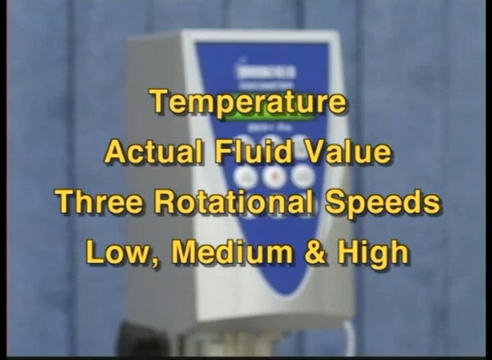 Temperature
Actual Fluid Value
Three Rotational Speeds
Low, Medium & High